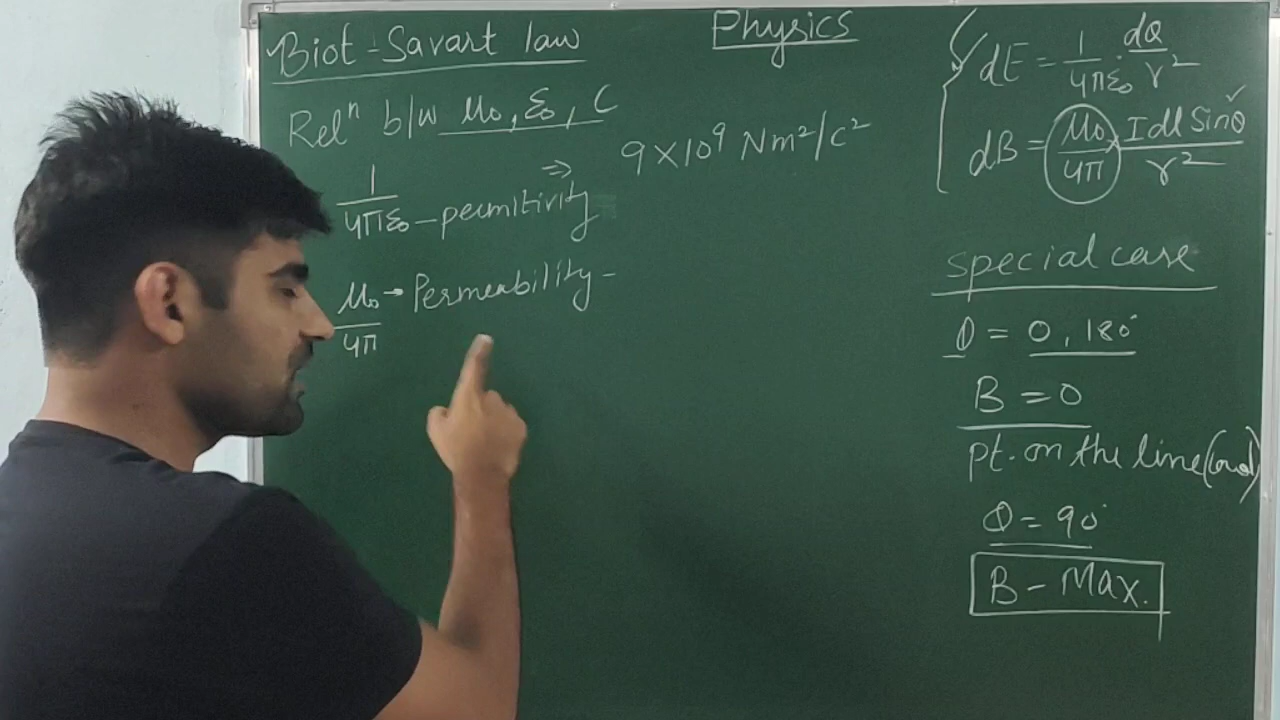 Physics
Biot-Savart law
Relⁿ b/w μ₀, ε₀, C
1/4πε₀ – permitivity ⇒ 9×10⁹ Nm²/C²
μ₀/4π → Permeability –
dE = 1/4πε₀ · dQ/r²
dB = μ₀/4π × Idl Sinθ/r² ✓
special case
θ = 0, 180°
B = 0
pt. on the line (cond)
θ = 90°
B – Max.